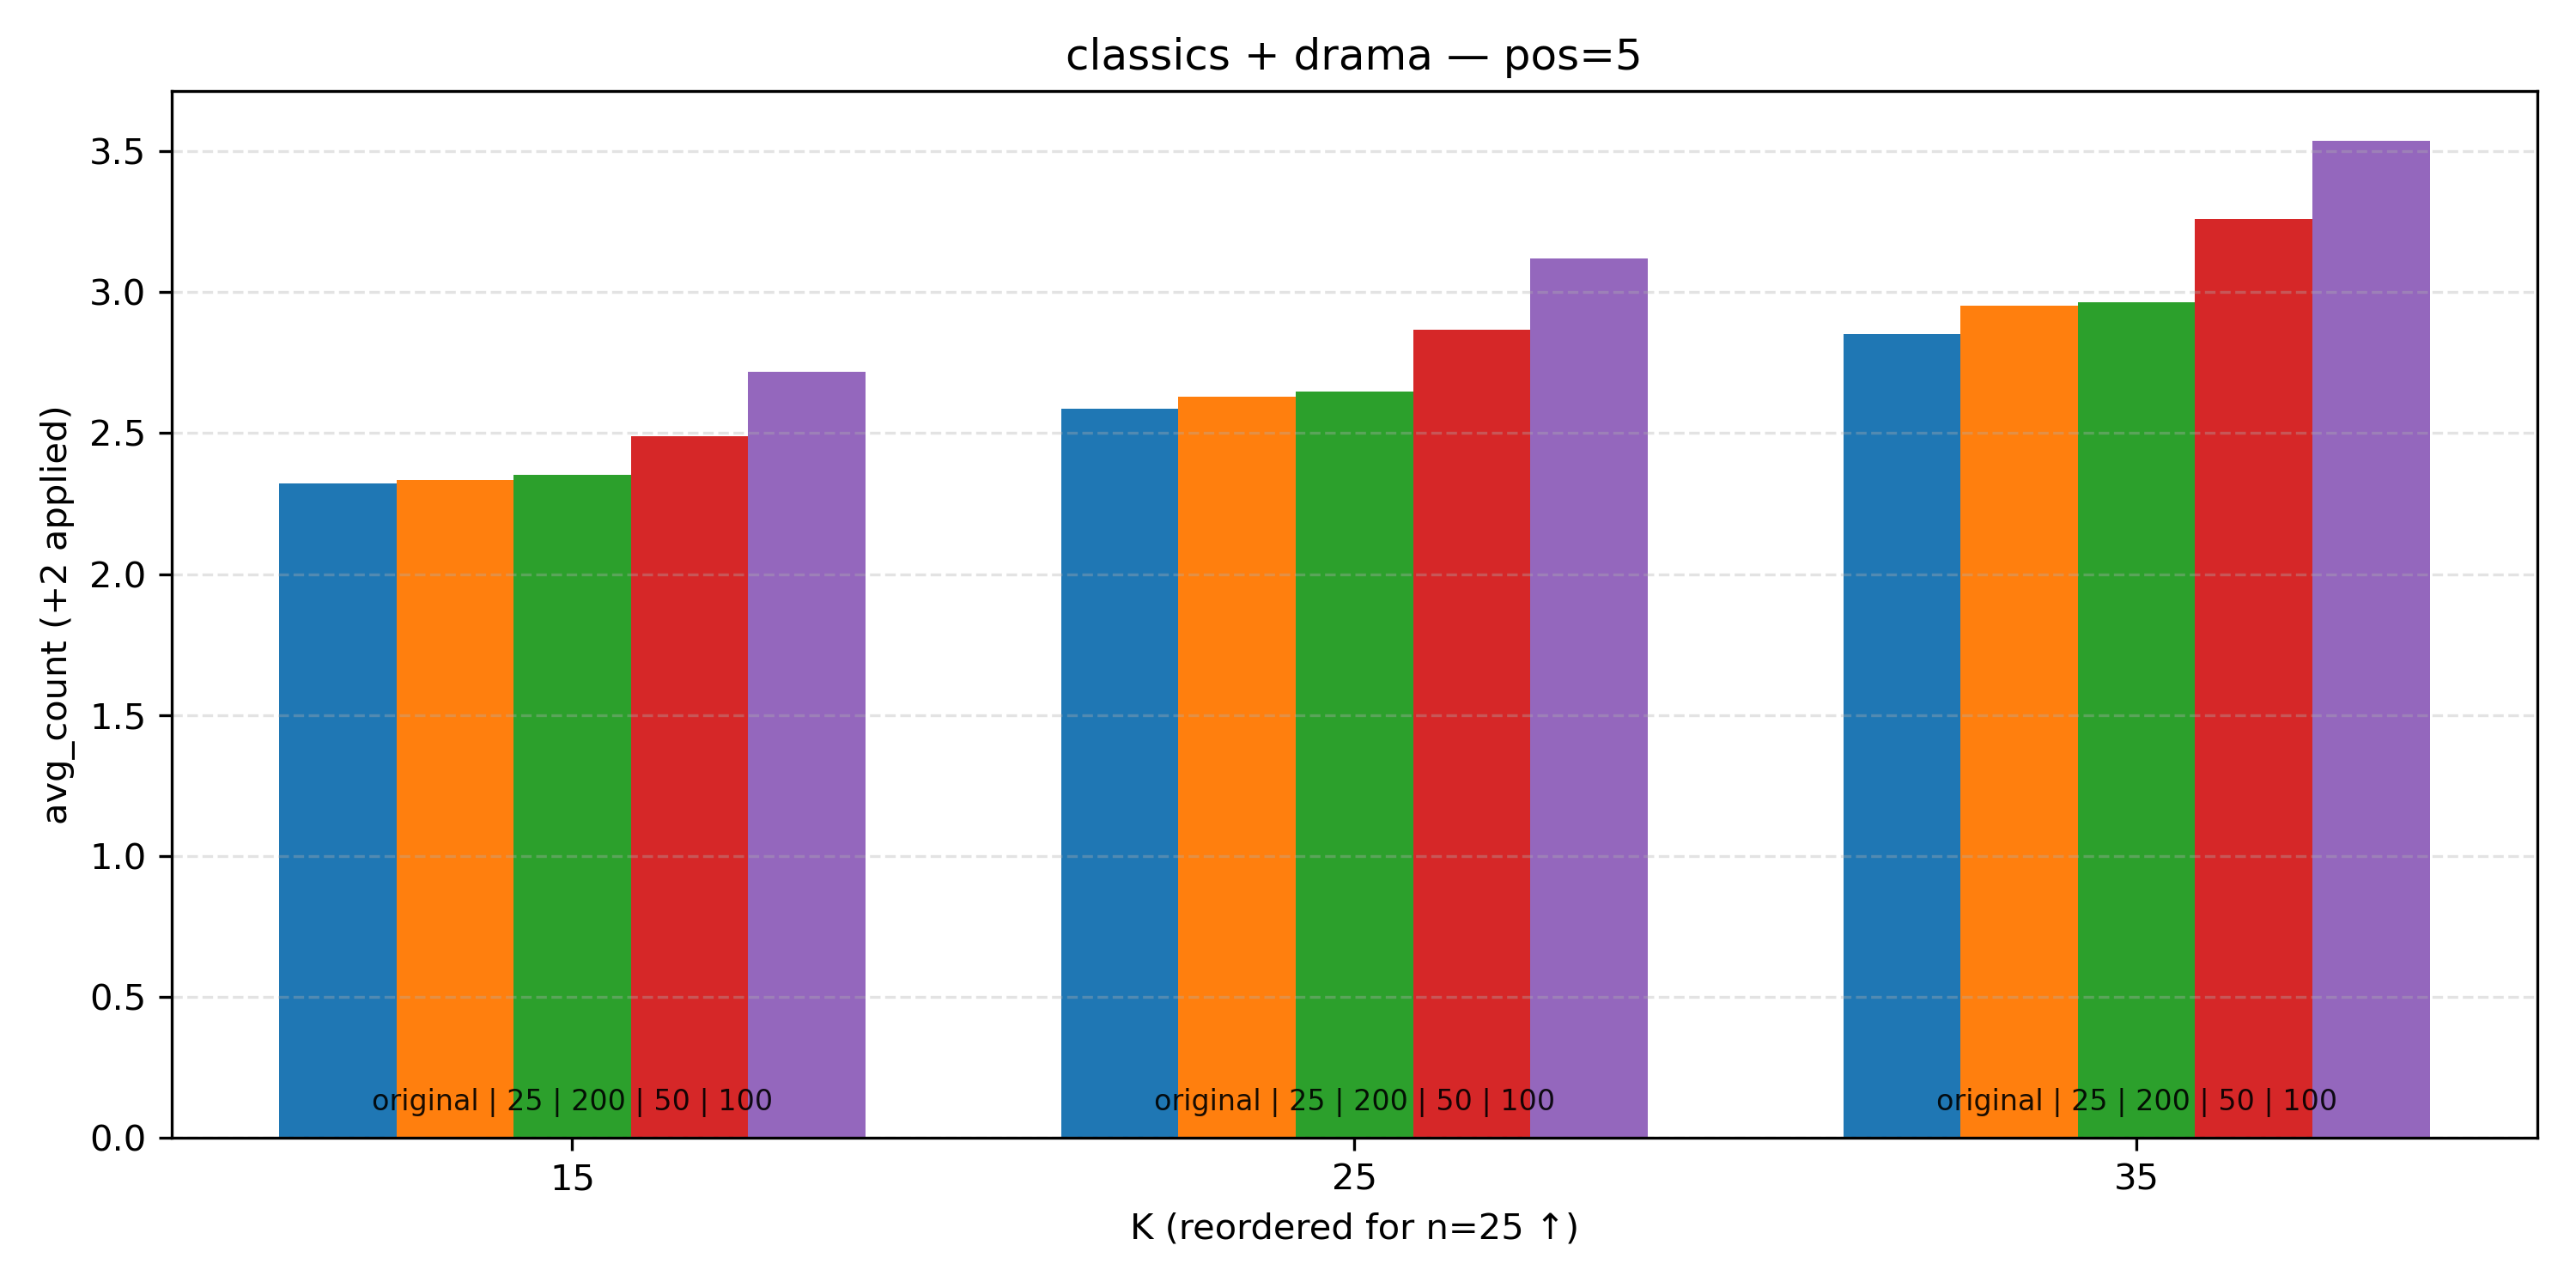 classics + drama — pos=5
avg_count (+2 applied)
3.5
3.0
2.5
2.0
1.5
1.0
0.5
0.0
original | 25 | 200 | 50 | 100
original | 25 | 200 | 50 | 100
original | 25 | 200 | 50 | 100
15
25
35
K (reordered for n=25 ↑)